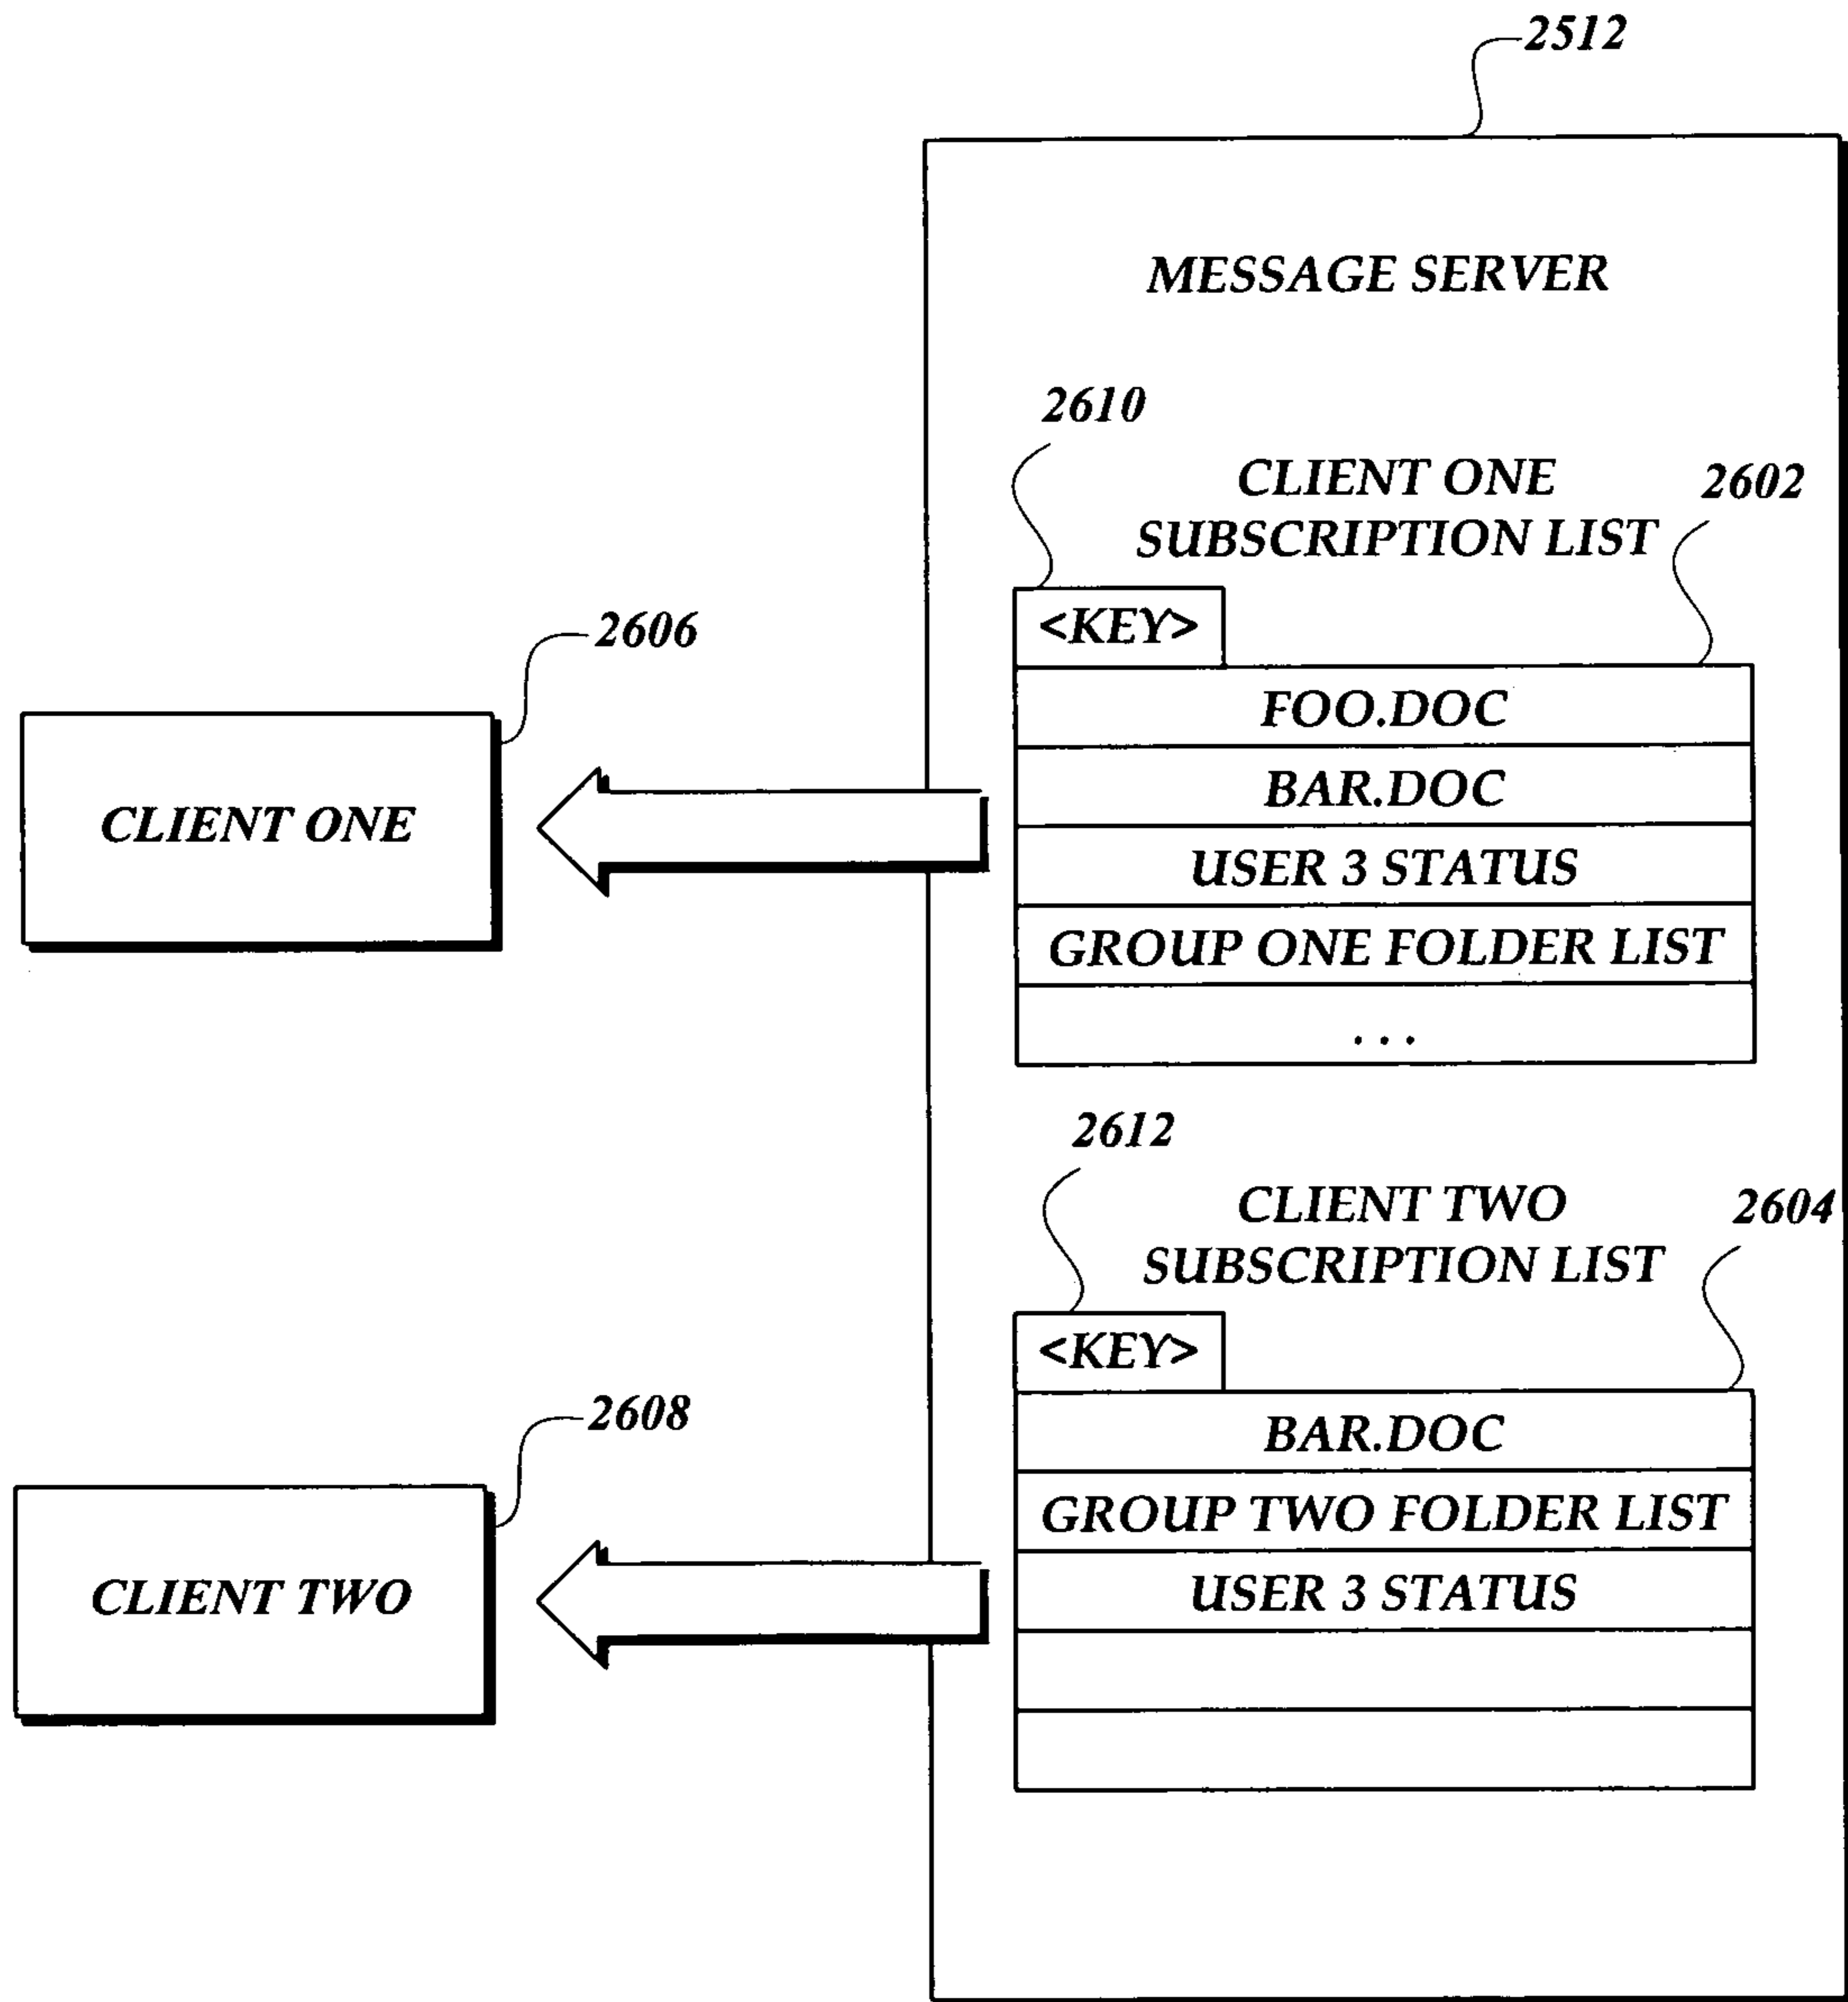 2512
MESSAGE SERVER
2610
CLIENT ONE
SUBSCRIPTION LIST
2602
<KEY>
FOO.DOC
BAR.DOC
USER 3 STATUS
GROUP ONE FOLDER LIST
...
2606
CLIENT ONE
2612
CLIENT TWO
SUBSCRIPTION LIST
2604
<KEY>
BAR.DOC
GROUP TWO FOLDER LIST
USER 3 STATUS
2608
CLIENT TWO